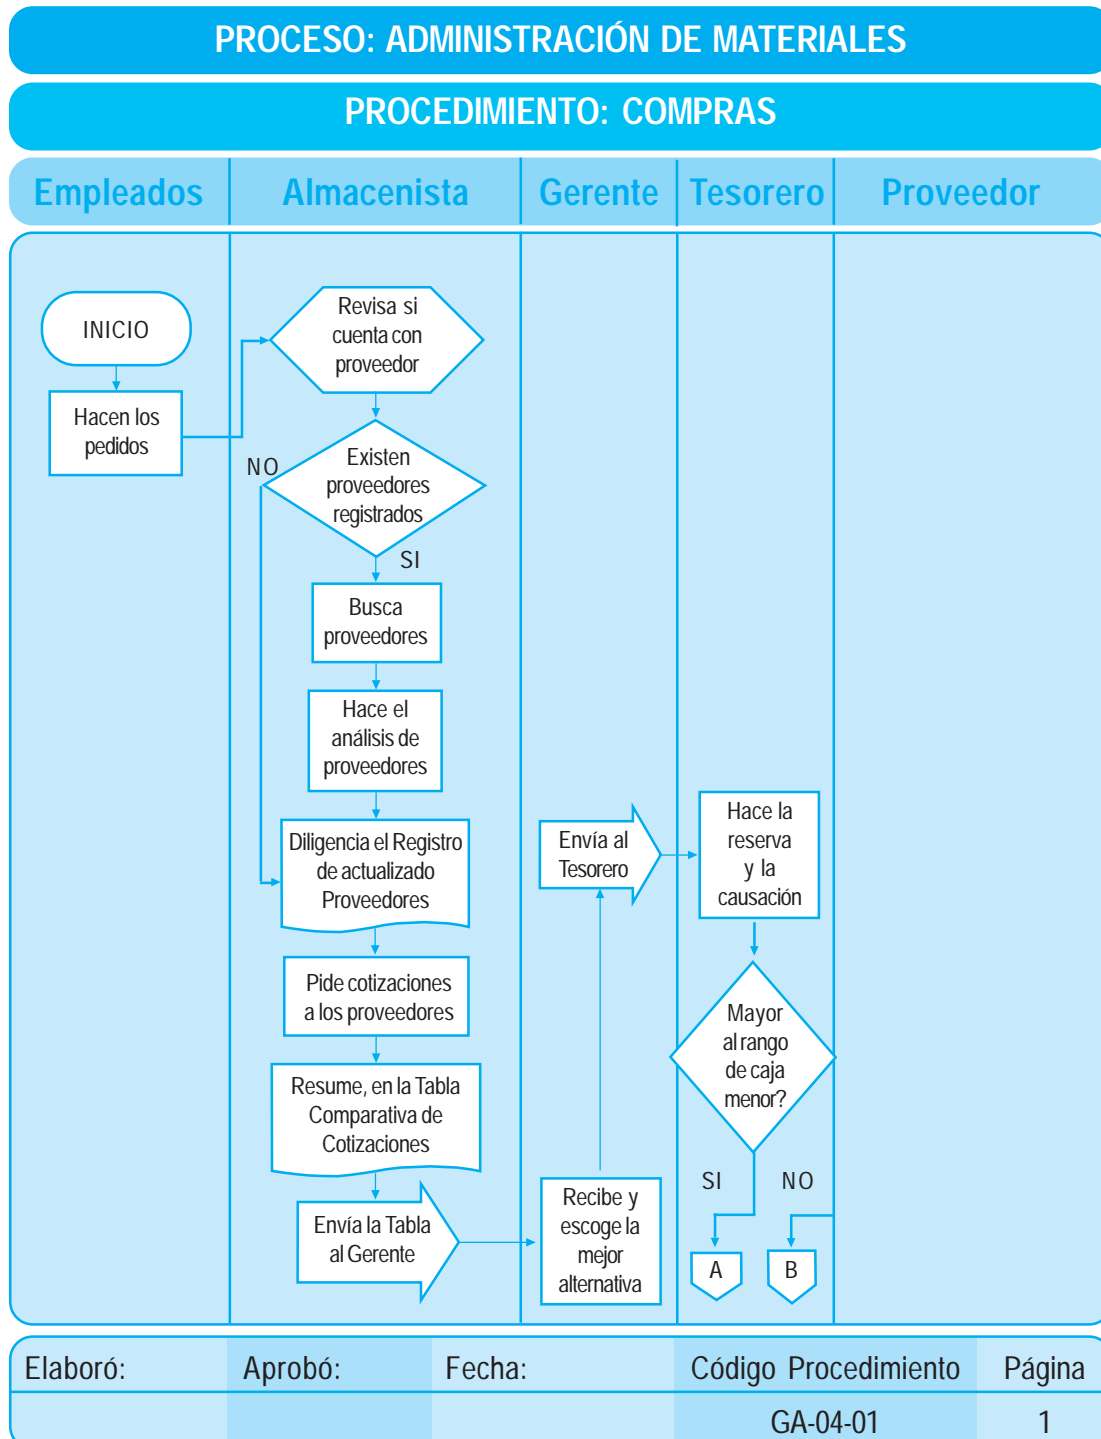 PROCESO: ADMINISTRACIÓN DE MATERIALES
PROCEDIMIENTO: COMPRAS
Empleados
Almacenista
Gerente
Tesorero
Proveedor
INICIO
Hacen los
pedidos
Revisa si
cuenta con
proveedor
NO
Existen
proveedores
registrados
SI
Busca
proveedores
Hace el
análisis de
proveedores
Diligencia el Registro
de actualizado
Proveedores
Pide cotizaciones
a los proveedores
Resume, en la Tabla
Comparativa de
Cotizaciones
Envía la Tabla
al Gerente
Recibe y
escoge la
mejor
alternativa
Envía al
Tesorero
Hace la
reserva
y la
causación
Mayor
al rango
de caja
menor?
SI
NO
A
B
Elaboró:
Aprobó:
Fecha:
Código Procedimiento
Página
GA-04-01
1